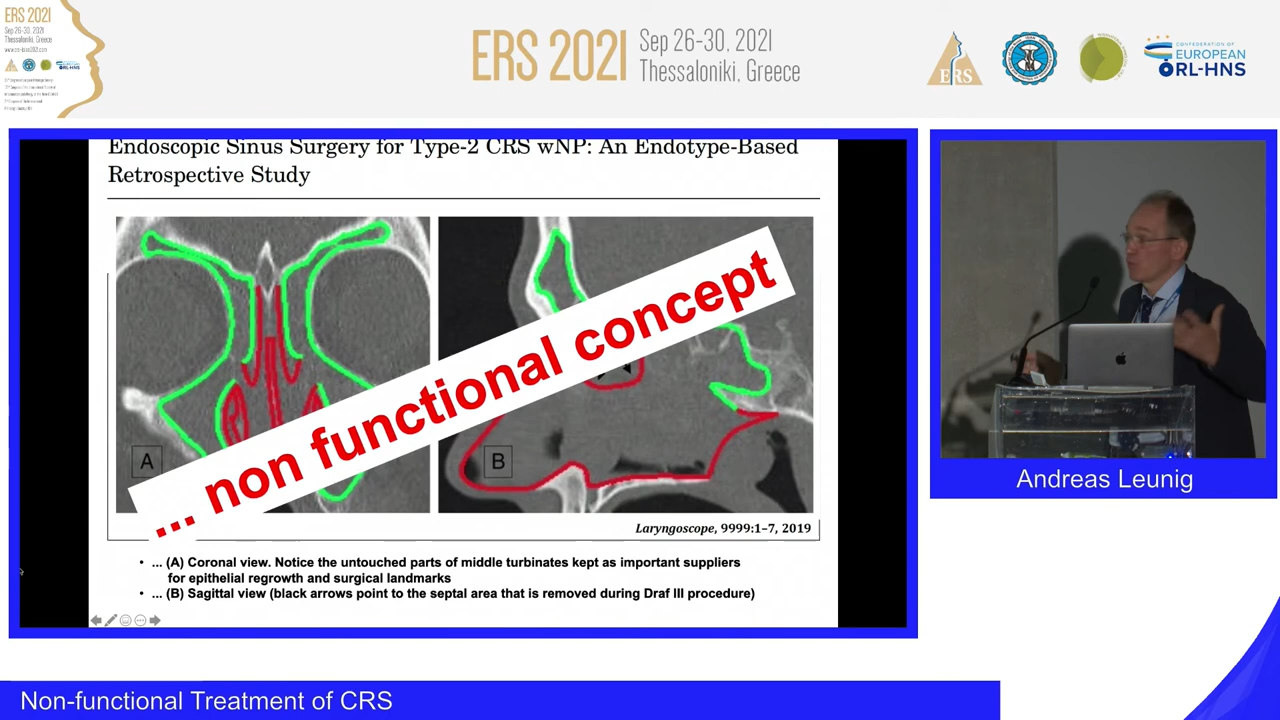 ERS 2021
Sep 26-30, 2021
Thessaloniki, Greece
ERS 2021
Sep 26-30, 2021
Thessaloniki, Greece
ERS
CONFEDERATION OF
EUROPEAN
ORL-HNS
Endoscopic Sinus Surgery for Type-2 CRS wNP: An Endotype-Based
Retrospective Study
... non functional concept
A
B
Laryngoscope, 9999:1–7, 2019
• ... (A) Coronal view. Notice the untouched parts of middle turbinates kept as important suppliers
for epithelial regrowth and surgical landmarks
• ... (B) Sagittal view (black arrows point to the septal area that is removed during Draf III procedure)
Andreas Leunig
Non-functional Treatment of CRS